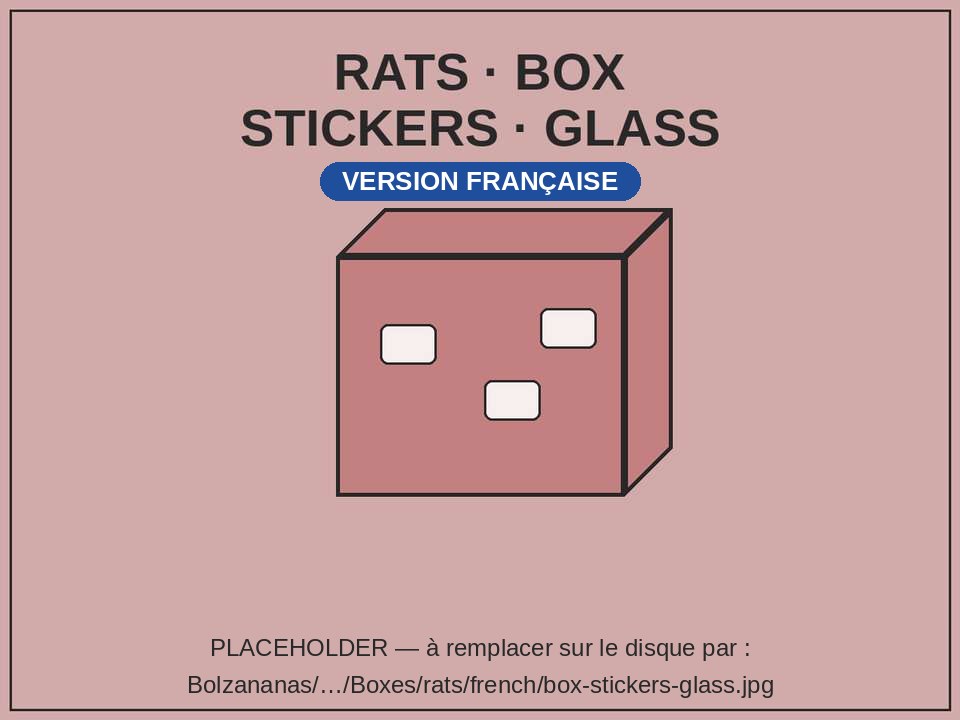 RATS · BOX
STICKERS · GLASS
VERSION FRANÇAISE
PLACEHOLDER — à remplacer sur le disque par :
Bolzananas/…/Boxes/rats/french/box-stickers-glass.jpg